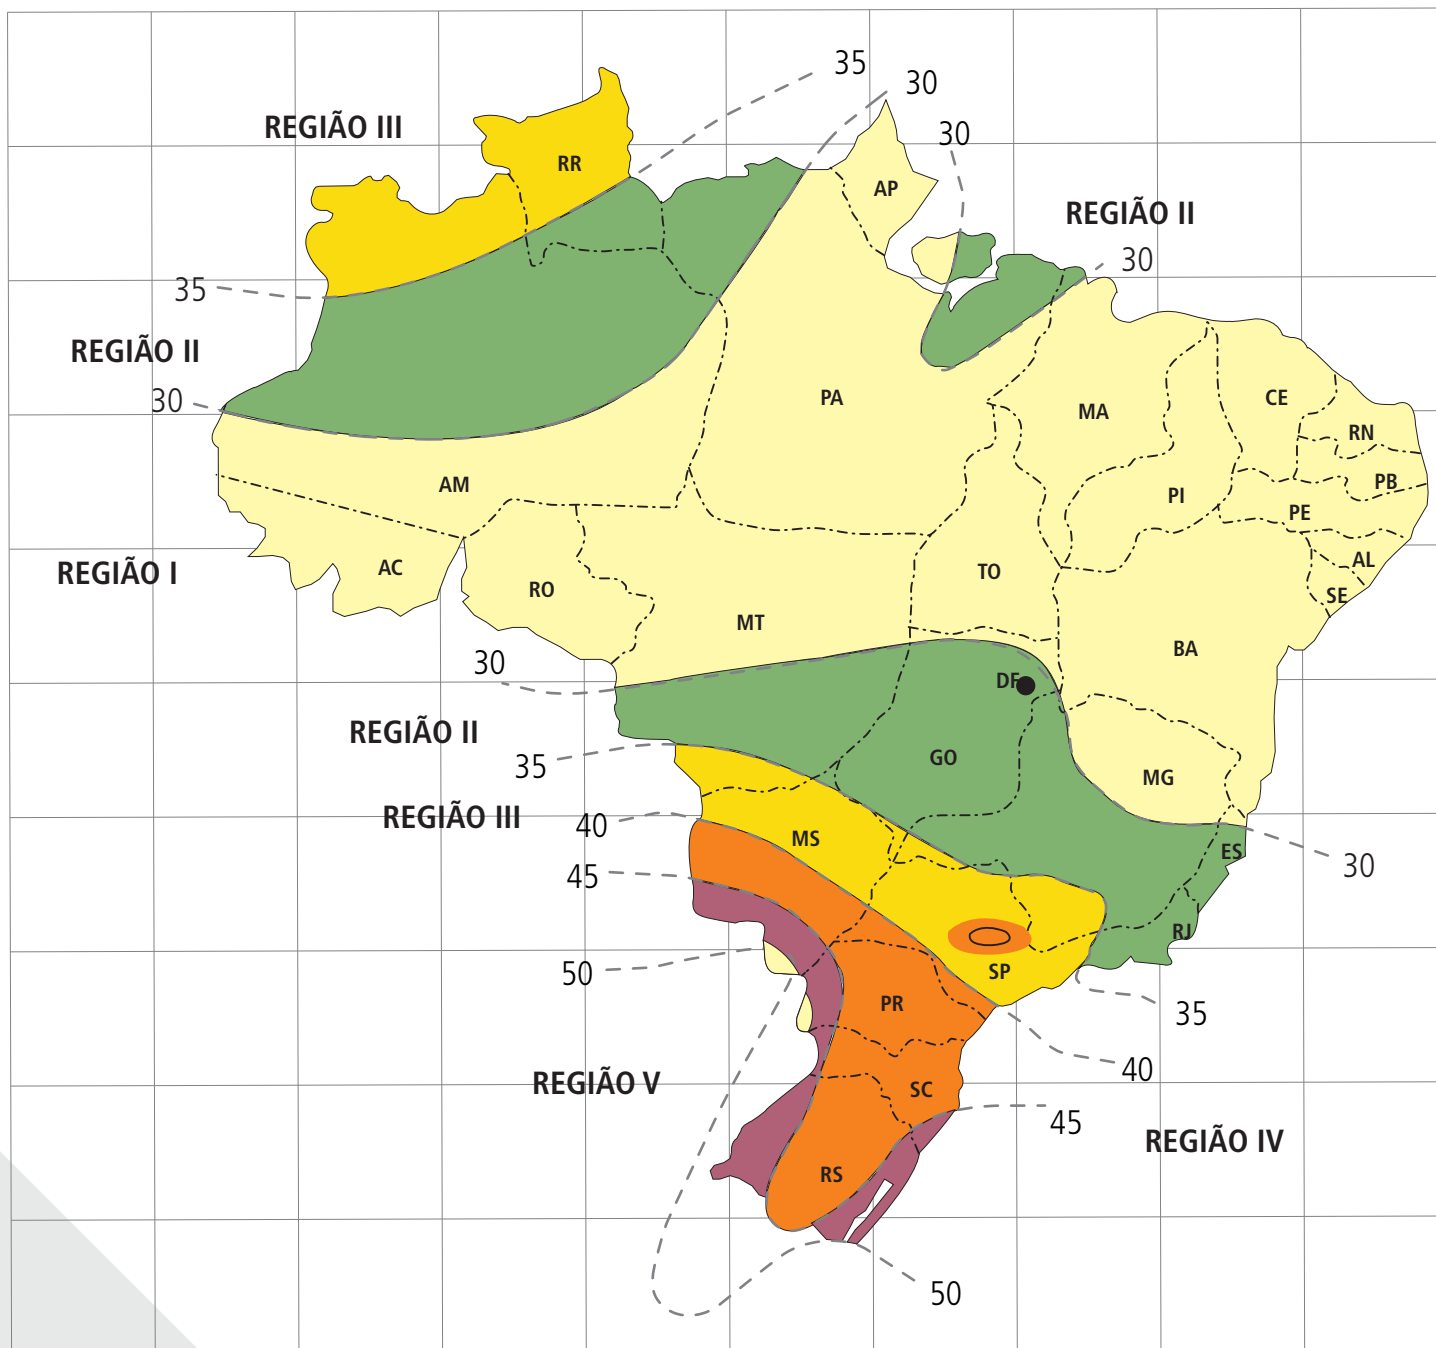 35
30
REGIÃO III
30
RR
AP
REGIÃO II
30
35
REGIÃO II
30
PA
MA
CE
RN
PB
AM
PI
PE
AL
REGIÃO I
AC
RO
TO
SE
MT
BA
30
DF
REGIÃO II
35
GO
MG
REGIÃO III
40
MS
ES
30
45
RJ
50
SP
PR
35
40
REGIÃO V
SC
45
REGIÃO IV
RS
50